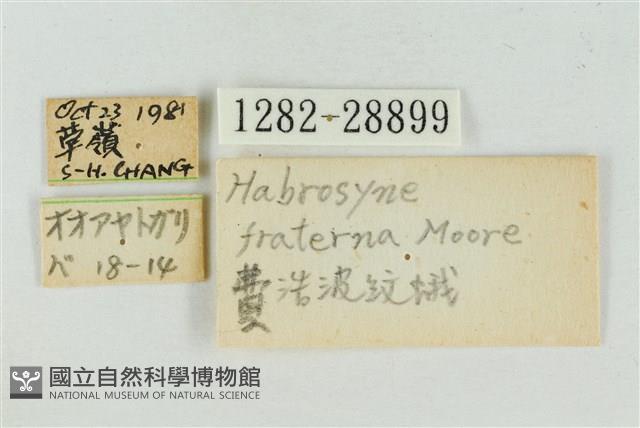 Oct 23 1981
草嶺
S-H. CHANG
1282-28899
オオアヤトガリ
バ 18-14
Habrosyne
fraterna Moore
費浩波紋蛾
國立自然科學博物館
NATIONAL MUSEUM OF NATURAL SCIENCE